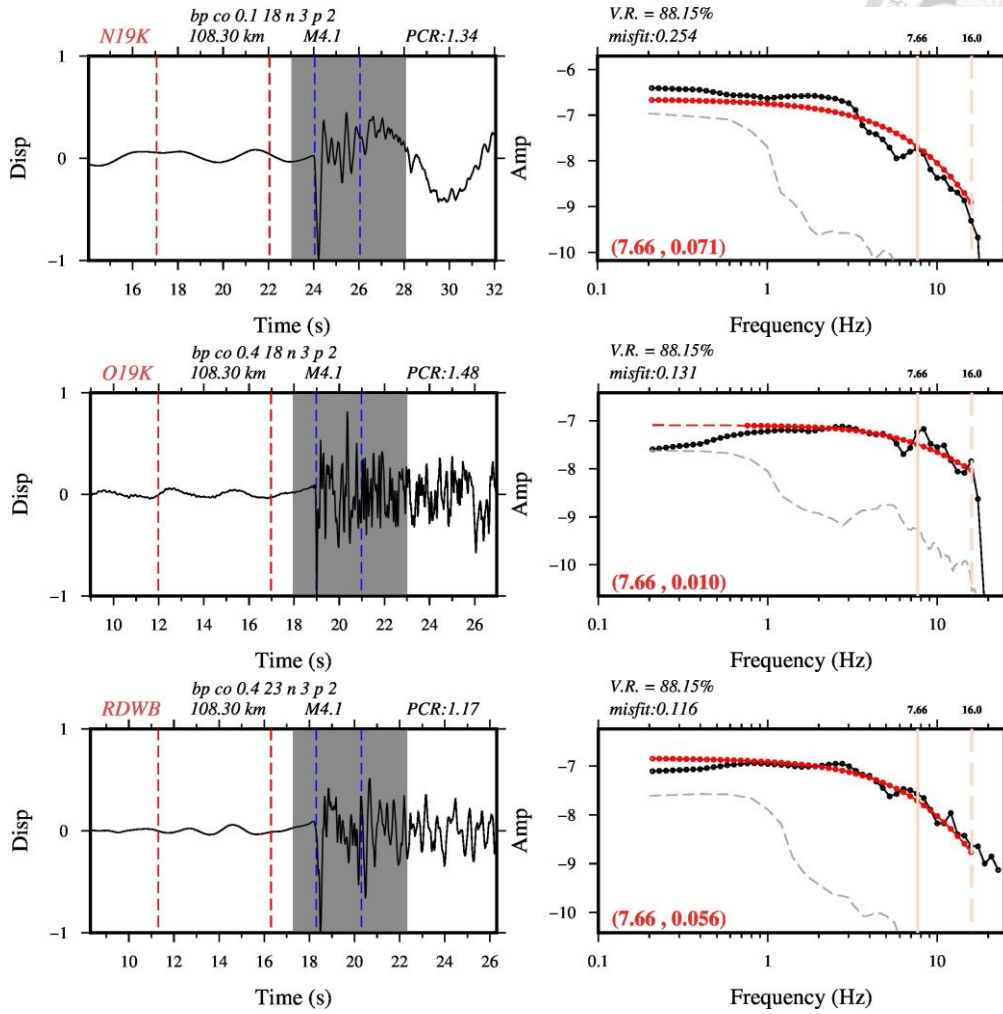 bp co 0.1 18 n 3 p 2
N19K 108.30 km M4.1 PCR:1.34
1
0
−1
Disp
16 18 20 22 24 26 28 30 32
Time (s)
V.R. = 88.15%
misfit:0.254 7.66 16.0
−6
−7
−8
−9
−10
Amp
(7.66 , 0.071)
0.1 1 10
Frequency (Hz)
bp co 0.4 18 n 3 p 2
O19K 108.30 km M4.1 PCR:1.48
1
0
−1
Disp
10 12 14 16 18 20 22 24 26
Time (s)
V.R. = 88.15%
misfit:0.131 7.66 16.0
−7
−8
−9
−10
Amp
(7.66 , 0.010)
0.1 1 10
Frequency (Hz)
bp co 0.4 23 n 3 p 2
RDWB 108.30 km M4.1 PCR:1.17
1
0
−1
Disp
10 12 14 16 18 20 22 24 26
Time (s)
V.R. = 88.15%
misfit:0.116 7.66 16.0
−7
−8
−9
−10
Amp
(7.66 , 0.056)
0.1 1 10
Frequency (Hz)